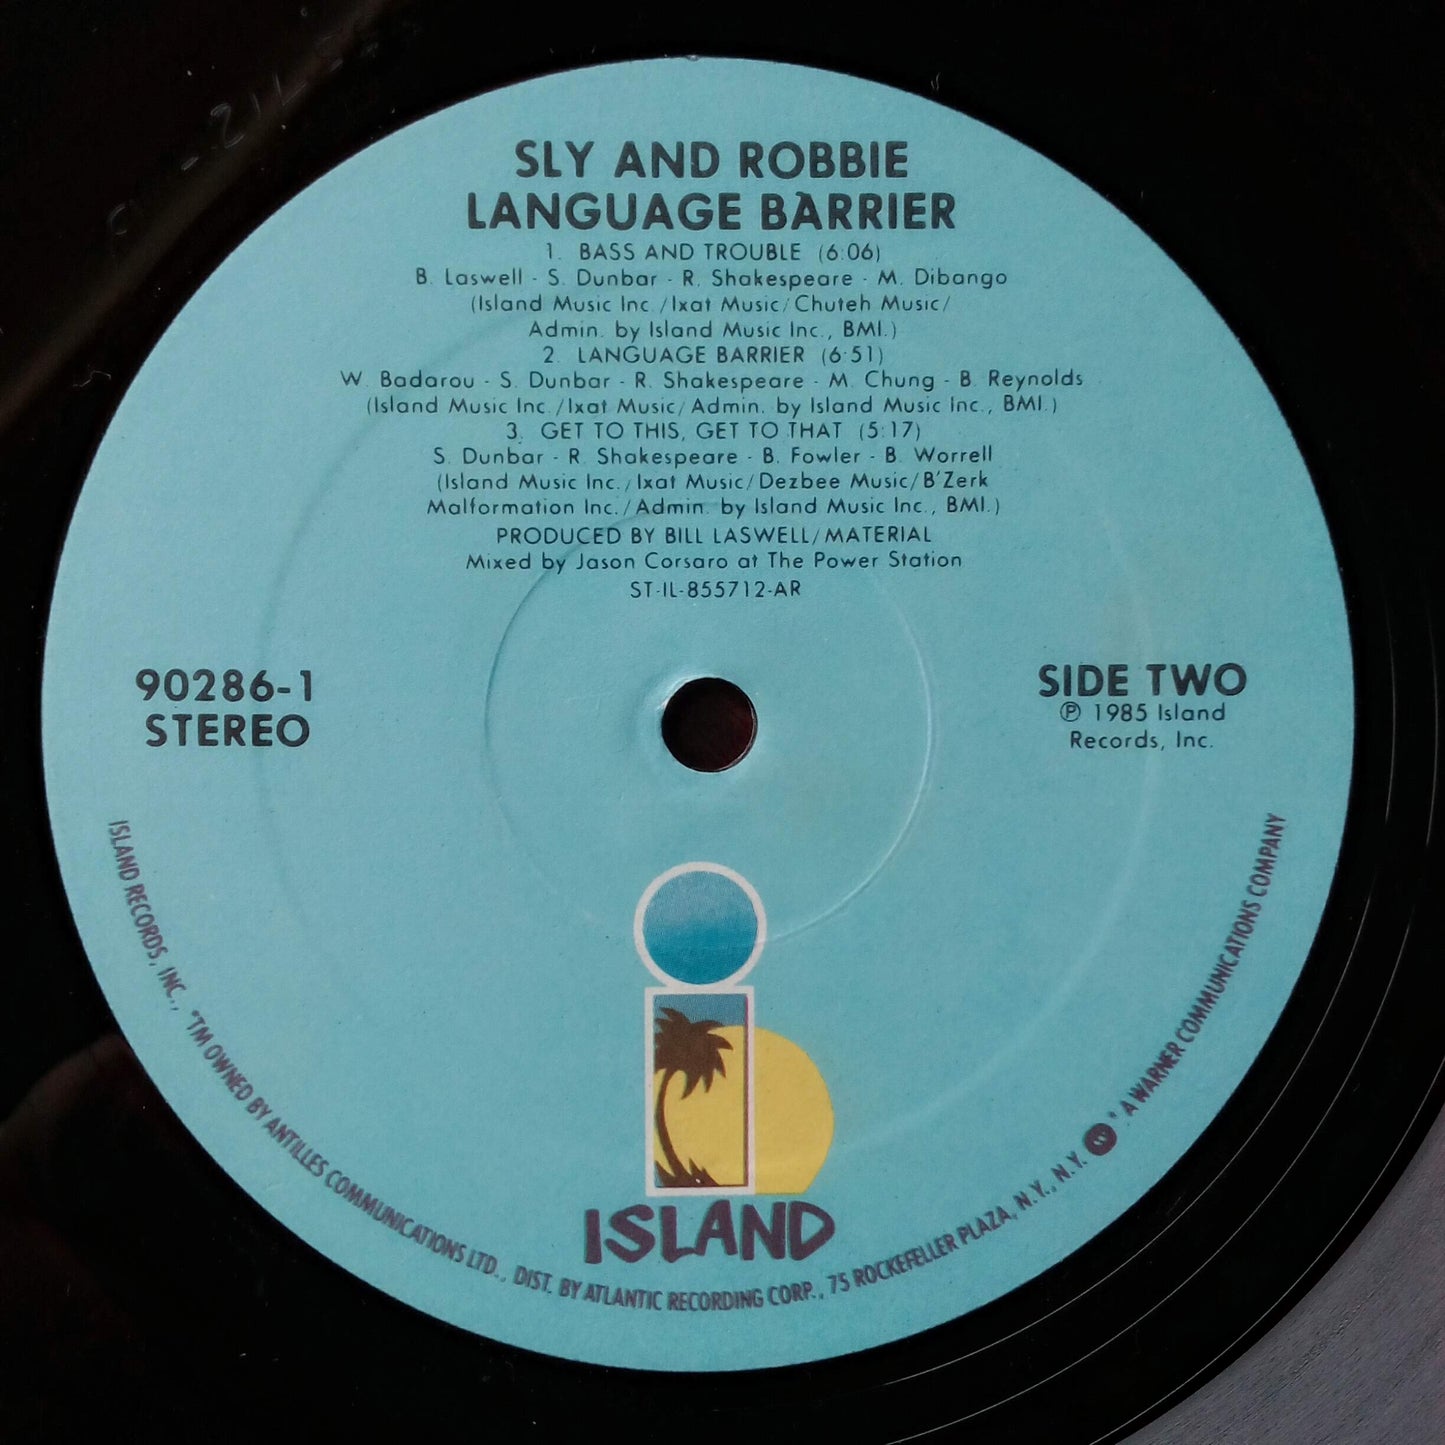 SLY AND ROBBIE
LANGUAGE BARRIER
1. BASS AND TROUBLE (6:06)
B. Laswell - S. Dunbar - R. Shakespeare - M. Dibango
(Island Music Inc./Ixat Music/Chuteh Music/
Admin. by Island Music Inc., BMI.)
2. LANGUAGE BARRIER (6:51)
W. Badarou - S. Dunbar - R. Shakespeare - M. Chung - B. Reynolds
(Island Music Inc./Ixat Music/Admin. by Island Music Inc., BMI.)
3. GET TO THIS, GET TO THAT (5:17)
S. Dunbar - R. Shakespeare - B. Fowler - B. Worrell
(Island Music Inc./Ixat Music/Dezbee Music/B'Zerk
Malformation Inc./Admin. by Island Music Inc., BMI.)
PRODUCED BY BILL LASWELL/MATERIAL
Mixed by Jason Corsaro at The Power Station
ST-IL-855712-AR
90286-1
STEREO
SIDE TWO
℗ 1985 Island
Records, Inc.
ISLAND
ISLAND RECORDS, INC., *TM OWNED BY ANTILLES COMMUNICATIONS LTD., DIST. BY ATLANTIC RECORDING CORP., 75 ROCKEFELLER PLAZA, N.Y., N.Y. * A WARNER COMMUNICATIONS COMPANY